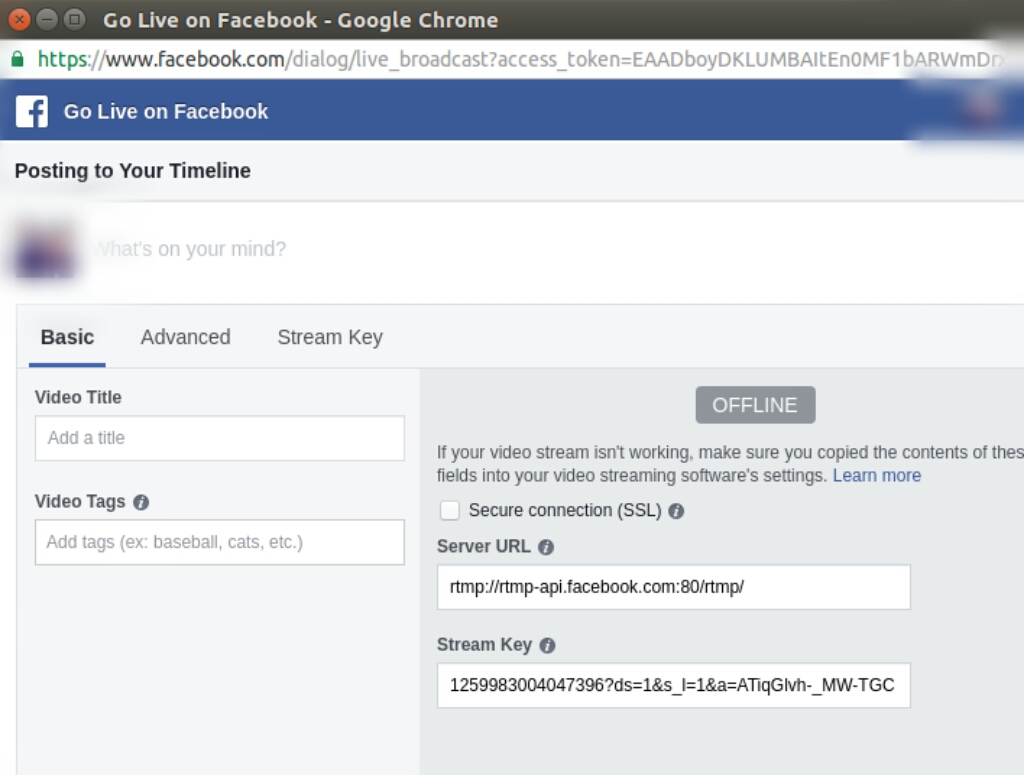 Go Live on Facebook - Google Chrome
https://www.facebook.com/dialog/live_broadcast?access_token=EAADboyDKLUMBAItEn0MF1bARWmDrx
Go Live on Facebook
Posting to Your Timeline
What's on your mind?
Basic Advanced Stream Key
Video Title
Add a title
Video Tags
Add tags (ex: baseball, cats, etc.)
OFFLINE
If your video stream isn't working, make sure you copied the contents of thes
fields into your video streaming software's settings. Learn more
Secure connection (SSL)
Server URL
rtmp://rtmp-api.facebook.com:80/rtmp/
Stream Key
1259983004047396?ds=1&s_l=1&a=ATiqGlvh-_MW-TGC